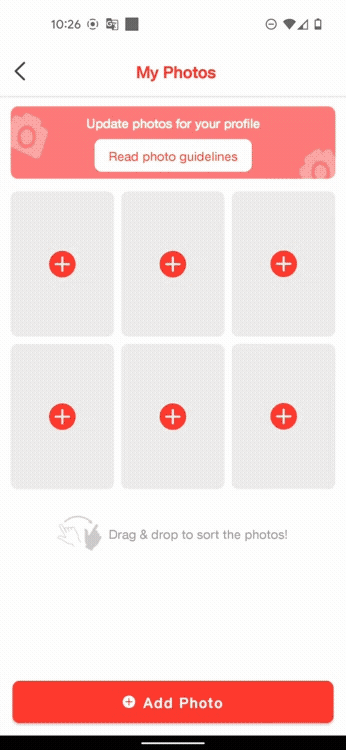 10:26
My Photos
Update photos for your profile
Read photo guidelines
Drag & drop to sort the photos!
Add Photo